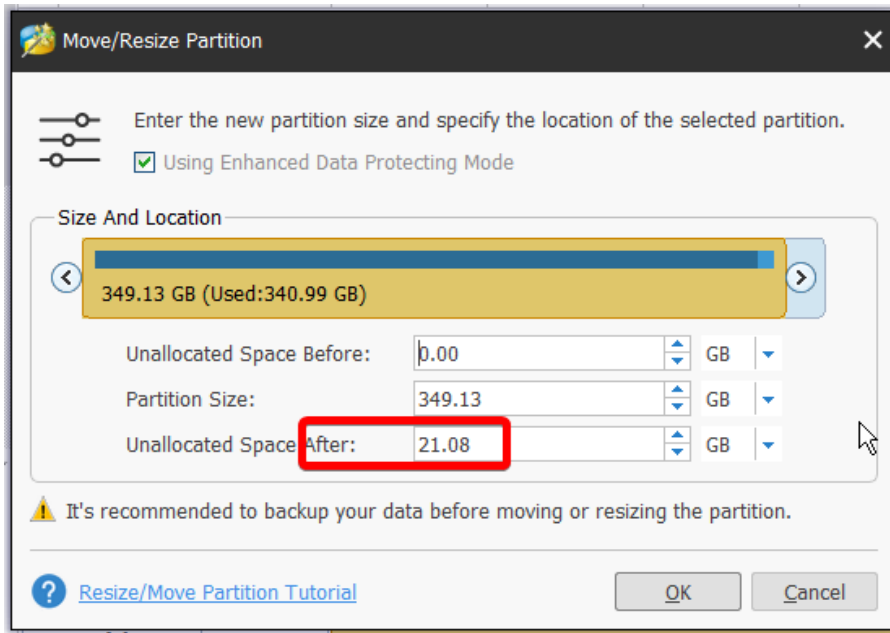 Move/Resize Partition
Enter the new partition size and specify the location of the selected partition.
Using Enhanced Data Protecting Mode
Size And Location
349.13 GB (Used:340.99 GB)
Unallocated Space Before: 0.00 GB
Partition Size: 349.13 GB
Unallocated Space After: 21.08 GB
It's recommended to backup your data before moving or resizing the partition.
? Resize/Move Partition Tutorial OK Cancel